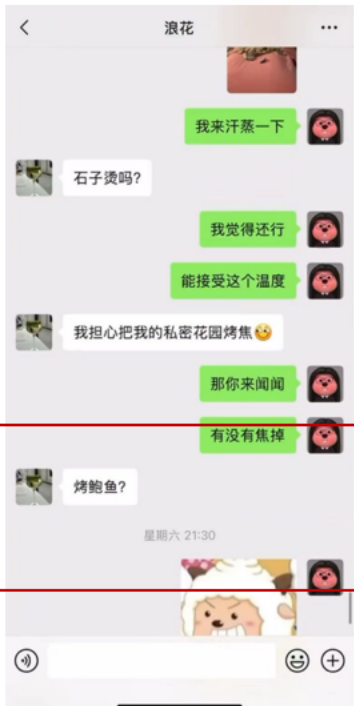 浪花
我来汗蒸一下
石子烫吗?
我觉得还行
能接受这个温度
我担心把我的私密花园烤焦
那你来闻闻
有没有焦掉
烤鲍鱼?
星期六 21:30